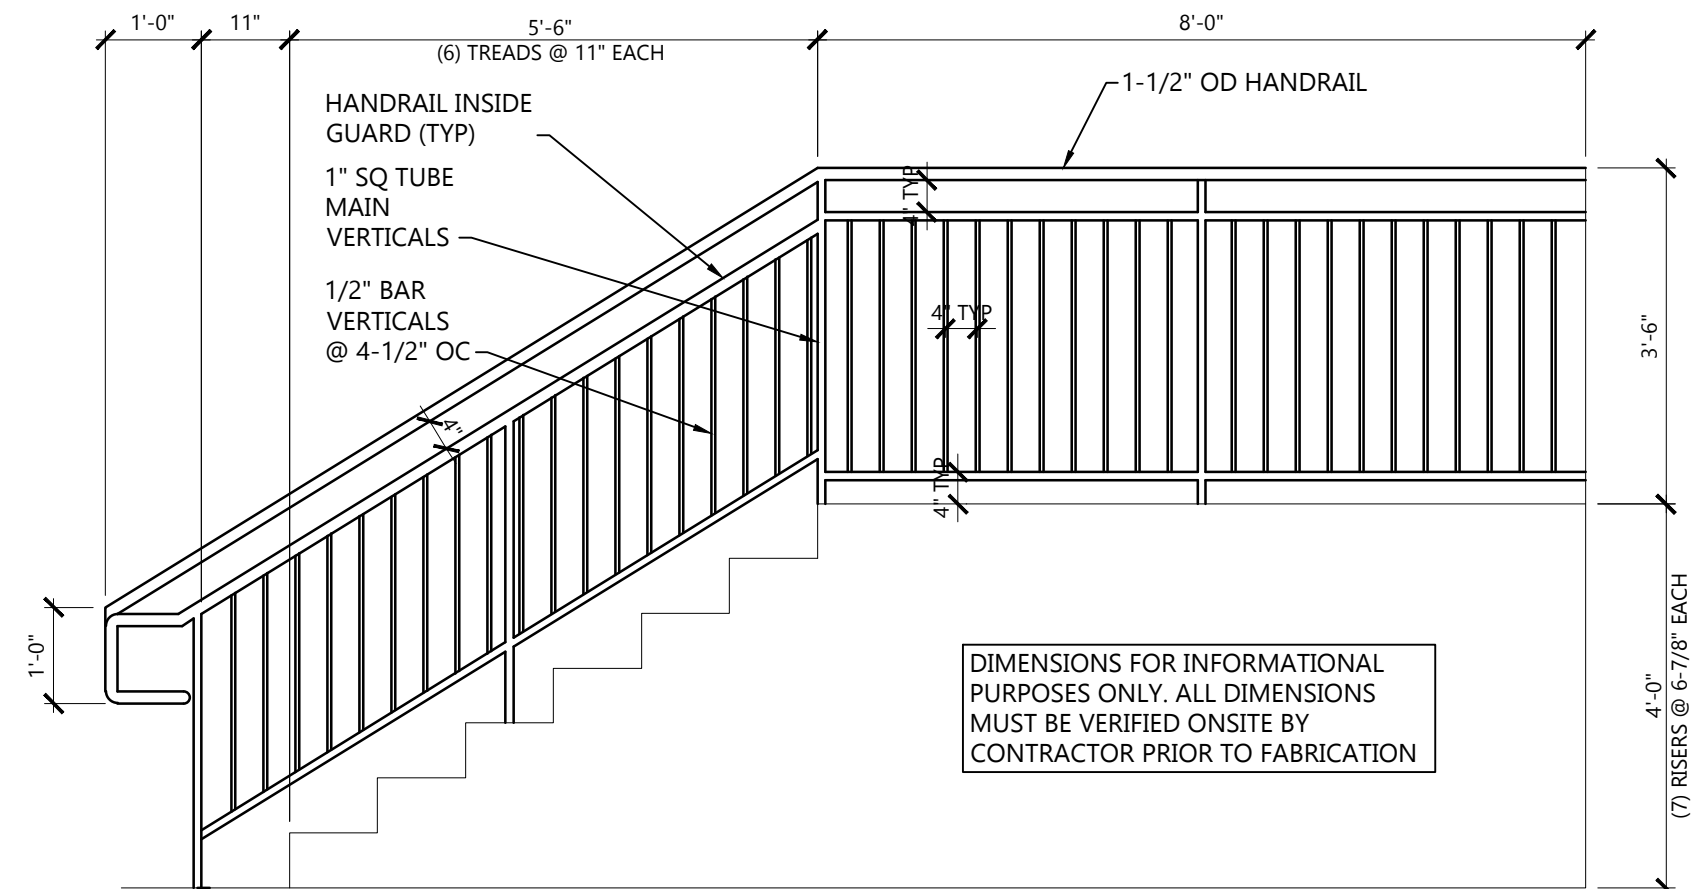 1'-0"
11"
5'-6"
(6) TREADS @ 11" EACH
8'-0"
1-1/2" OD HANDRAIL
HANDRAIL INSIDE
GUARD (TYP)
1" SQ TUBE
MAIN
VERTICALS
1/2" BAR
VERTICALS
@ 4-1/2" OC
4" TYP
4" TYP
4" TYP
4"
3'-6"
1'-0"
4'-0"
(7) RISERS @ 6-7/8" EACH
DIMENSIONS FOR INFORMATIONAL
PURPOSES ONLY. ALL DIMENSIONS
MUST BE VERIFIED ONSITE BY
CONTRACTOR PRIOR TO FABRICATION